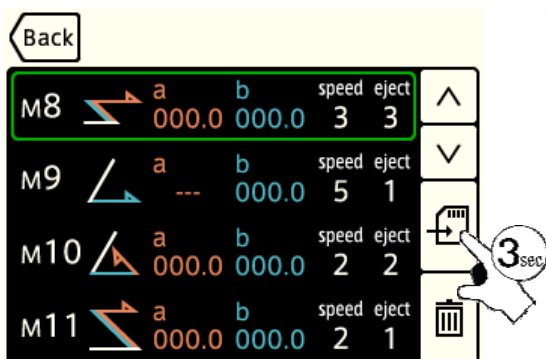 Back
M8 a 000.0 b 000.0 speed 3 eject 3
M9 a --- b 000.0 speed 5 eject 1
M10 a 000.0 b 000.0 speed 2 eject 2
M11 a 000.0 b 000.0 speed 2 eject 1
3sec.